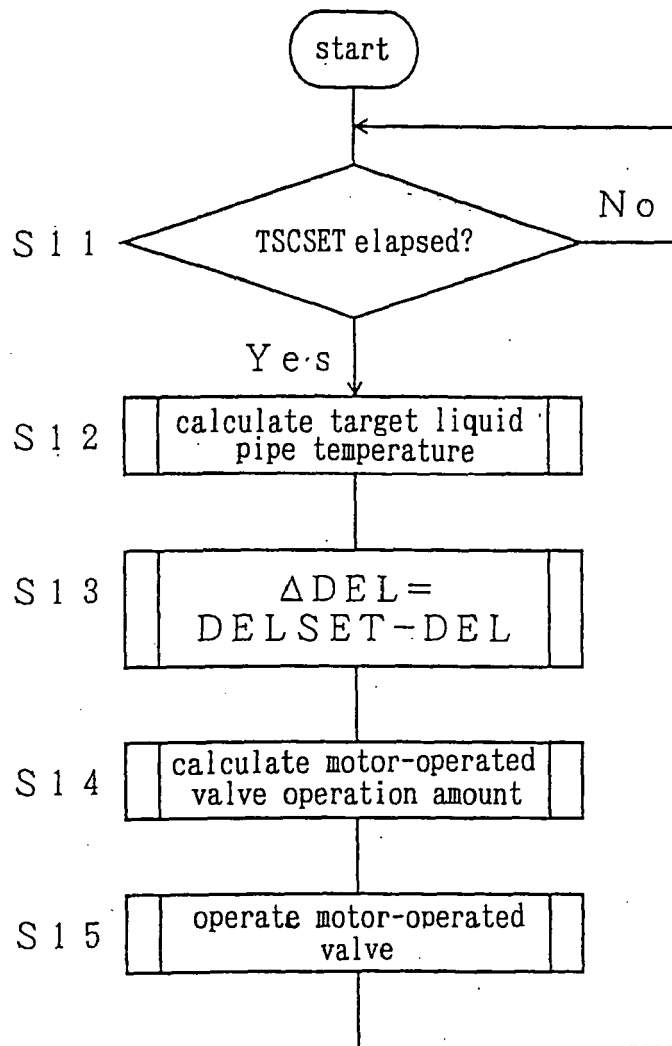 start
No
S11
TSCSET elapsed?
Yes
S12
calculate target liquid
pipe temperature
S13
ΔDEL=
DELSET-DEL
S14
calculate motor-operated
valve operation amount
S15
operate motor-operated
valve